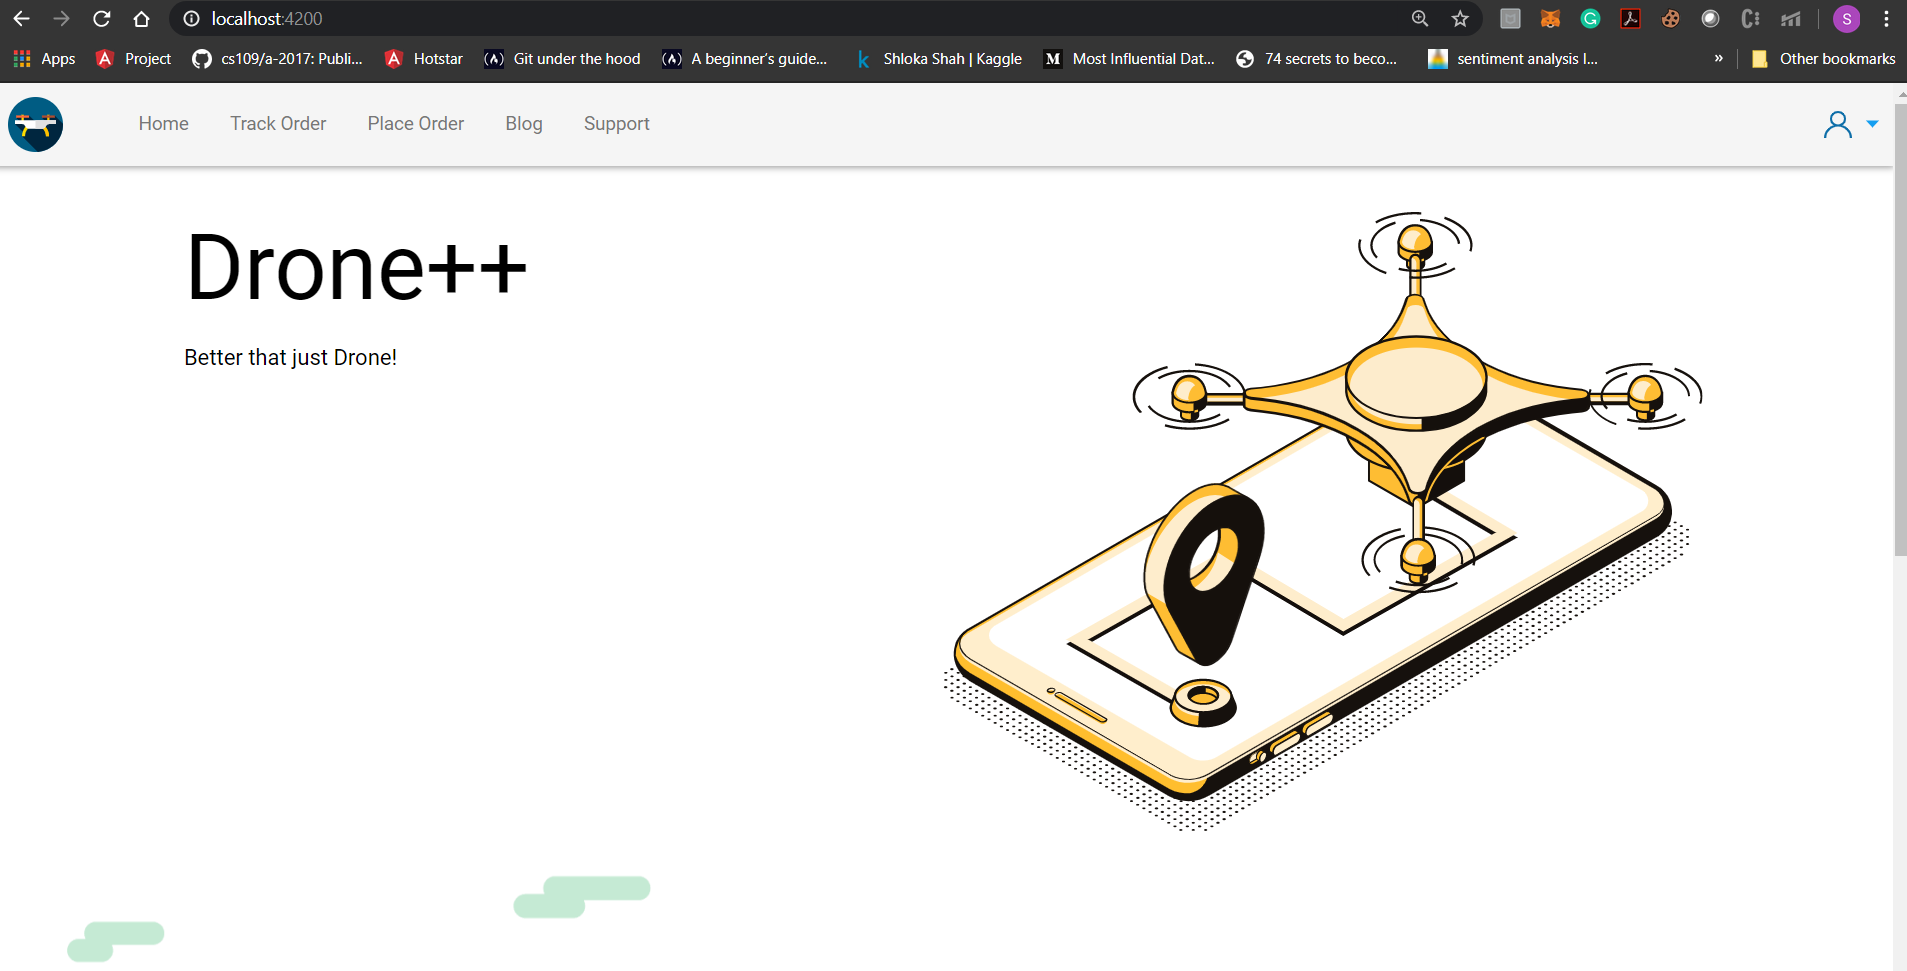 localhost:4200
S
Apps Project cs109/a-2017: Publi... Hotstar Git under the hood A beginner's guide... Shloka Shah | Kaggle Most Influential Dat... 74 secrets to beco... sentiment analysis I... » Other bookmarks
Home Track Order Place Order Blog Support
Drone++
Better that just Drone!